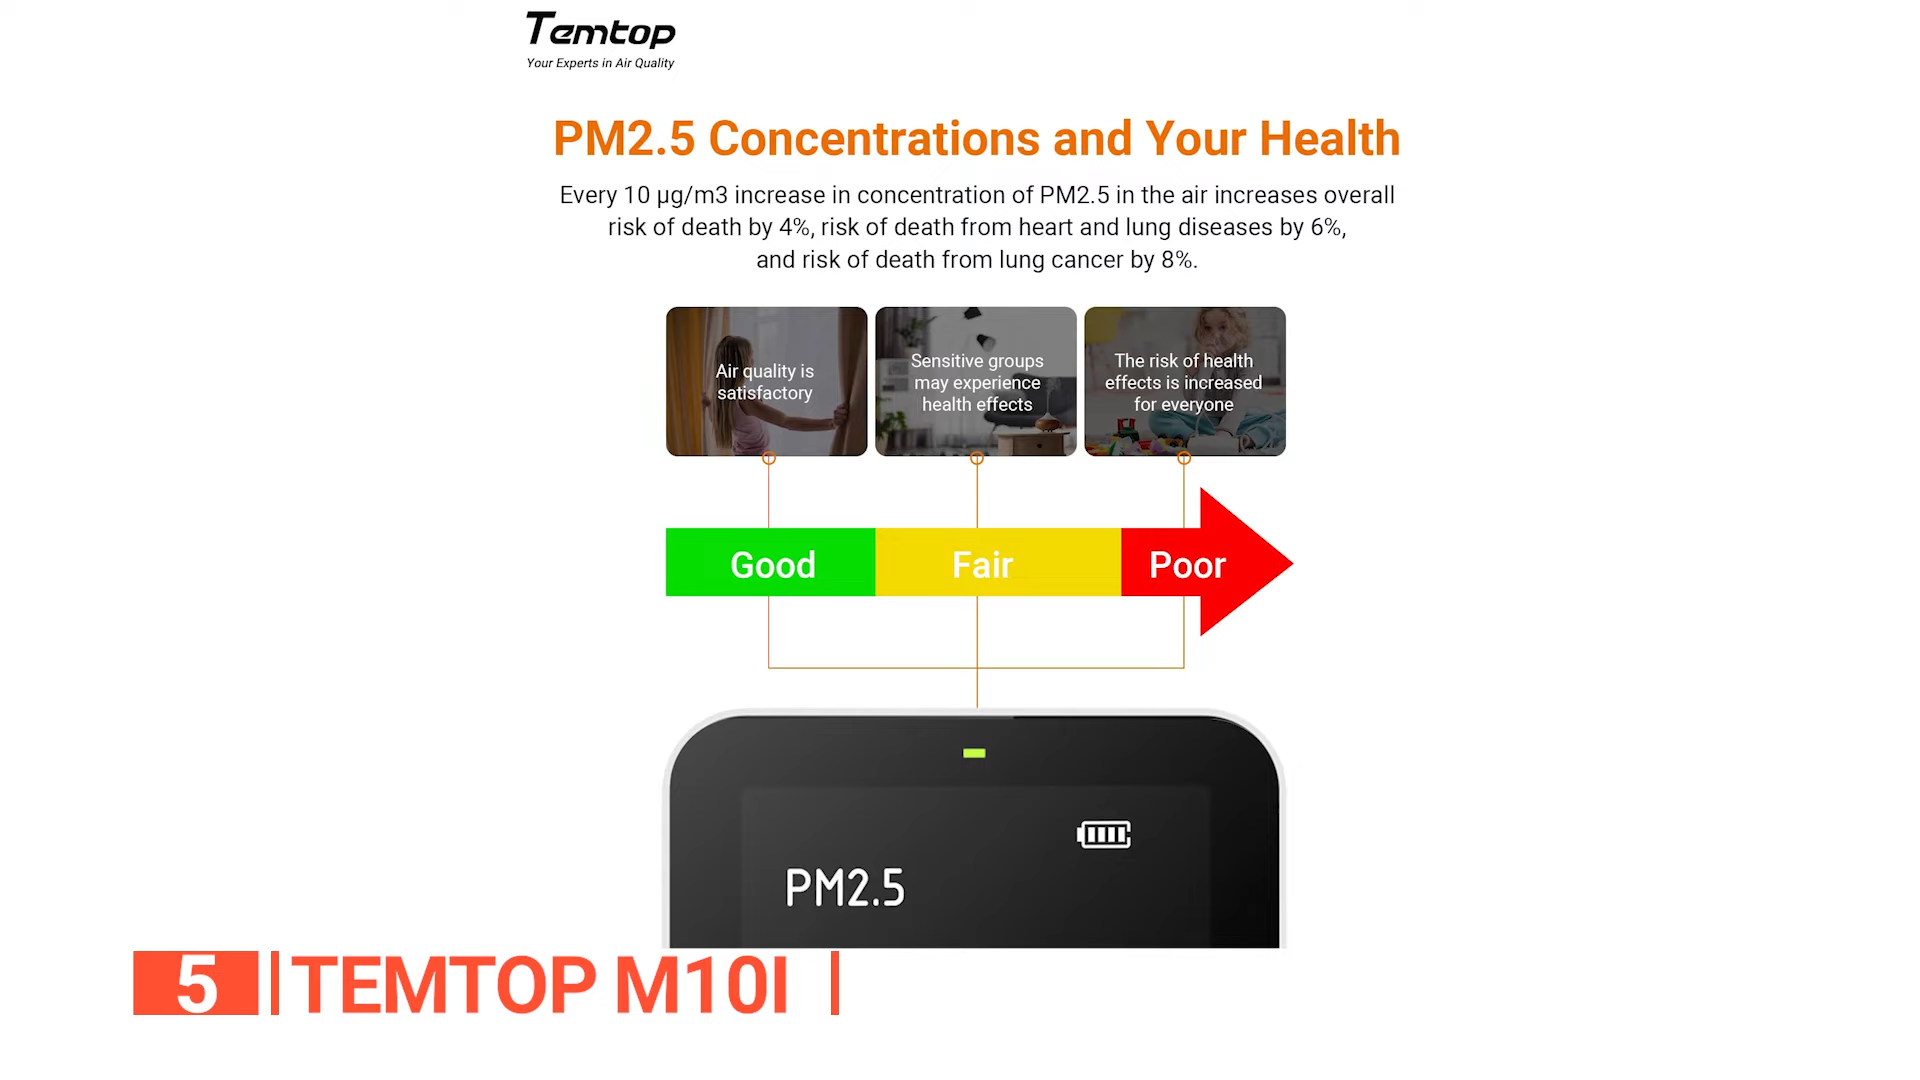 Temtop
Your Experts in Air Quality
PM2.5 Concentrations and Your Health
Every 10 μg/m3 increase in concentration of PM2.5 in the air increases overall
risk of death by 4%, risk of death from heart and lung diseases by 6%,
and risk of death from lung cancer by 8%.
Air quality is
satisfactory
Sensitive groups
may experience
health effects
The risk of health
effects is increased
for everyone
Good
Fair
Poor
PM2.5
5
TEMTOP M10I